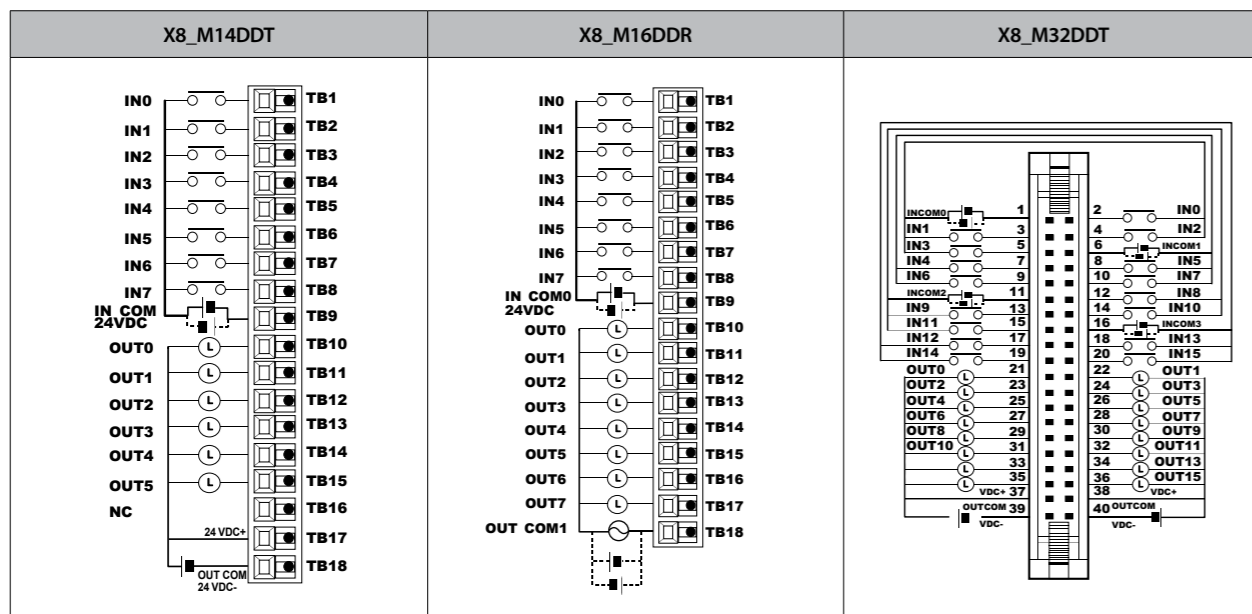 X8_M14DDT
X8_M16DDR
X8_M32DDT
IN0 TB1
IN1 TB2
IN2 TB3
IN3 TB4
IN4 TB5
IN5 TB6
IN6 TB7
IN7 TB8
IN COM
24VDC TB9
OUT0 L TB10
OUT1 L TB11
OUT2 L TB12
OUT3 L TB13
OUT4 L TB14
OUT5 L TB15
NC TB16
24 VDC+ TB17
OUT COM TB18
24 VDC-
IN0 TB1
IN1 TB2
IN2 TB3
IN3 TB4
IN4 TB5
IN5 TB6
IN6 TB7
IN7 TB8
IN COM0 TB9
24VDC
OUT0 L TB10
OUT1 L TB11
OUT2 L TB12
OUT3 L TB13
OUT4 L TB14
OUT5 L TB15
OUT6 L TB16
OUT7 L TB17
OUT COM1 TB18
INCOM0 1 2 IN0
IN1 3 4 IN2
IN3 5 6 INCOM1
IN4 7 8 IN5
IN6 9 10 IN7
INCOM2 11 12 IN8
IN9 13 14 IN10
IN11 15 16 INCOM3
IN12 17 18 IN13
IN14 19 20 IN15
OUT0 L 21 22 L OUT1
OUT2 L 23 24 L OUT3
OUT4 L 25 26 L OUT5
OUT6 L 27 28 L OUT7
OUT8 L 29 30 L OUT9
OUT10 L 31 32 L OUT11
L 33 34 L OUT13
L 35 36 L OUT15
VDC+ 37 38 VDC+
OUTCOM 39 40 OUTCOM
VDC- VDC-